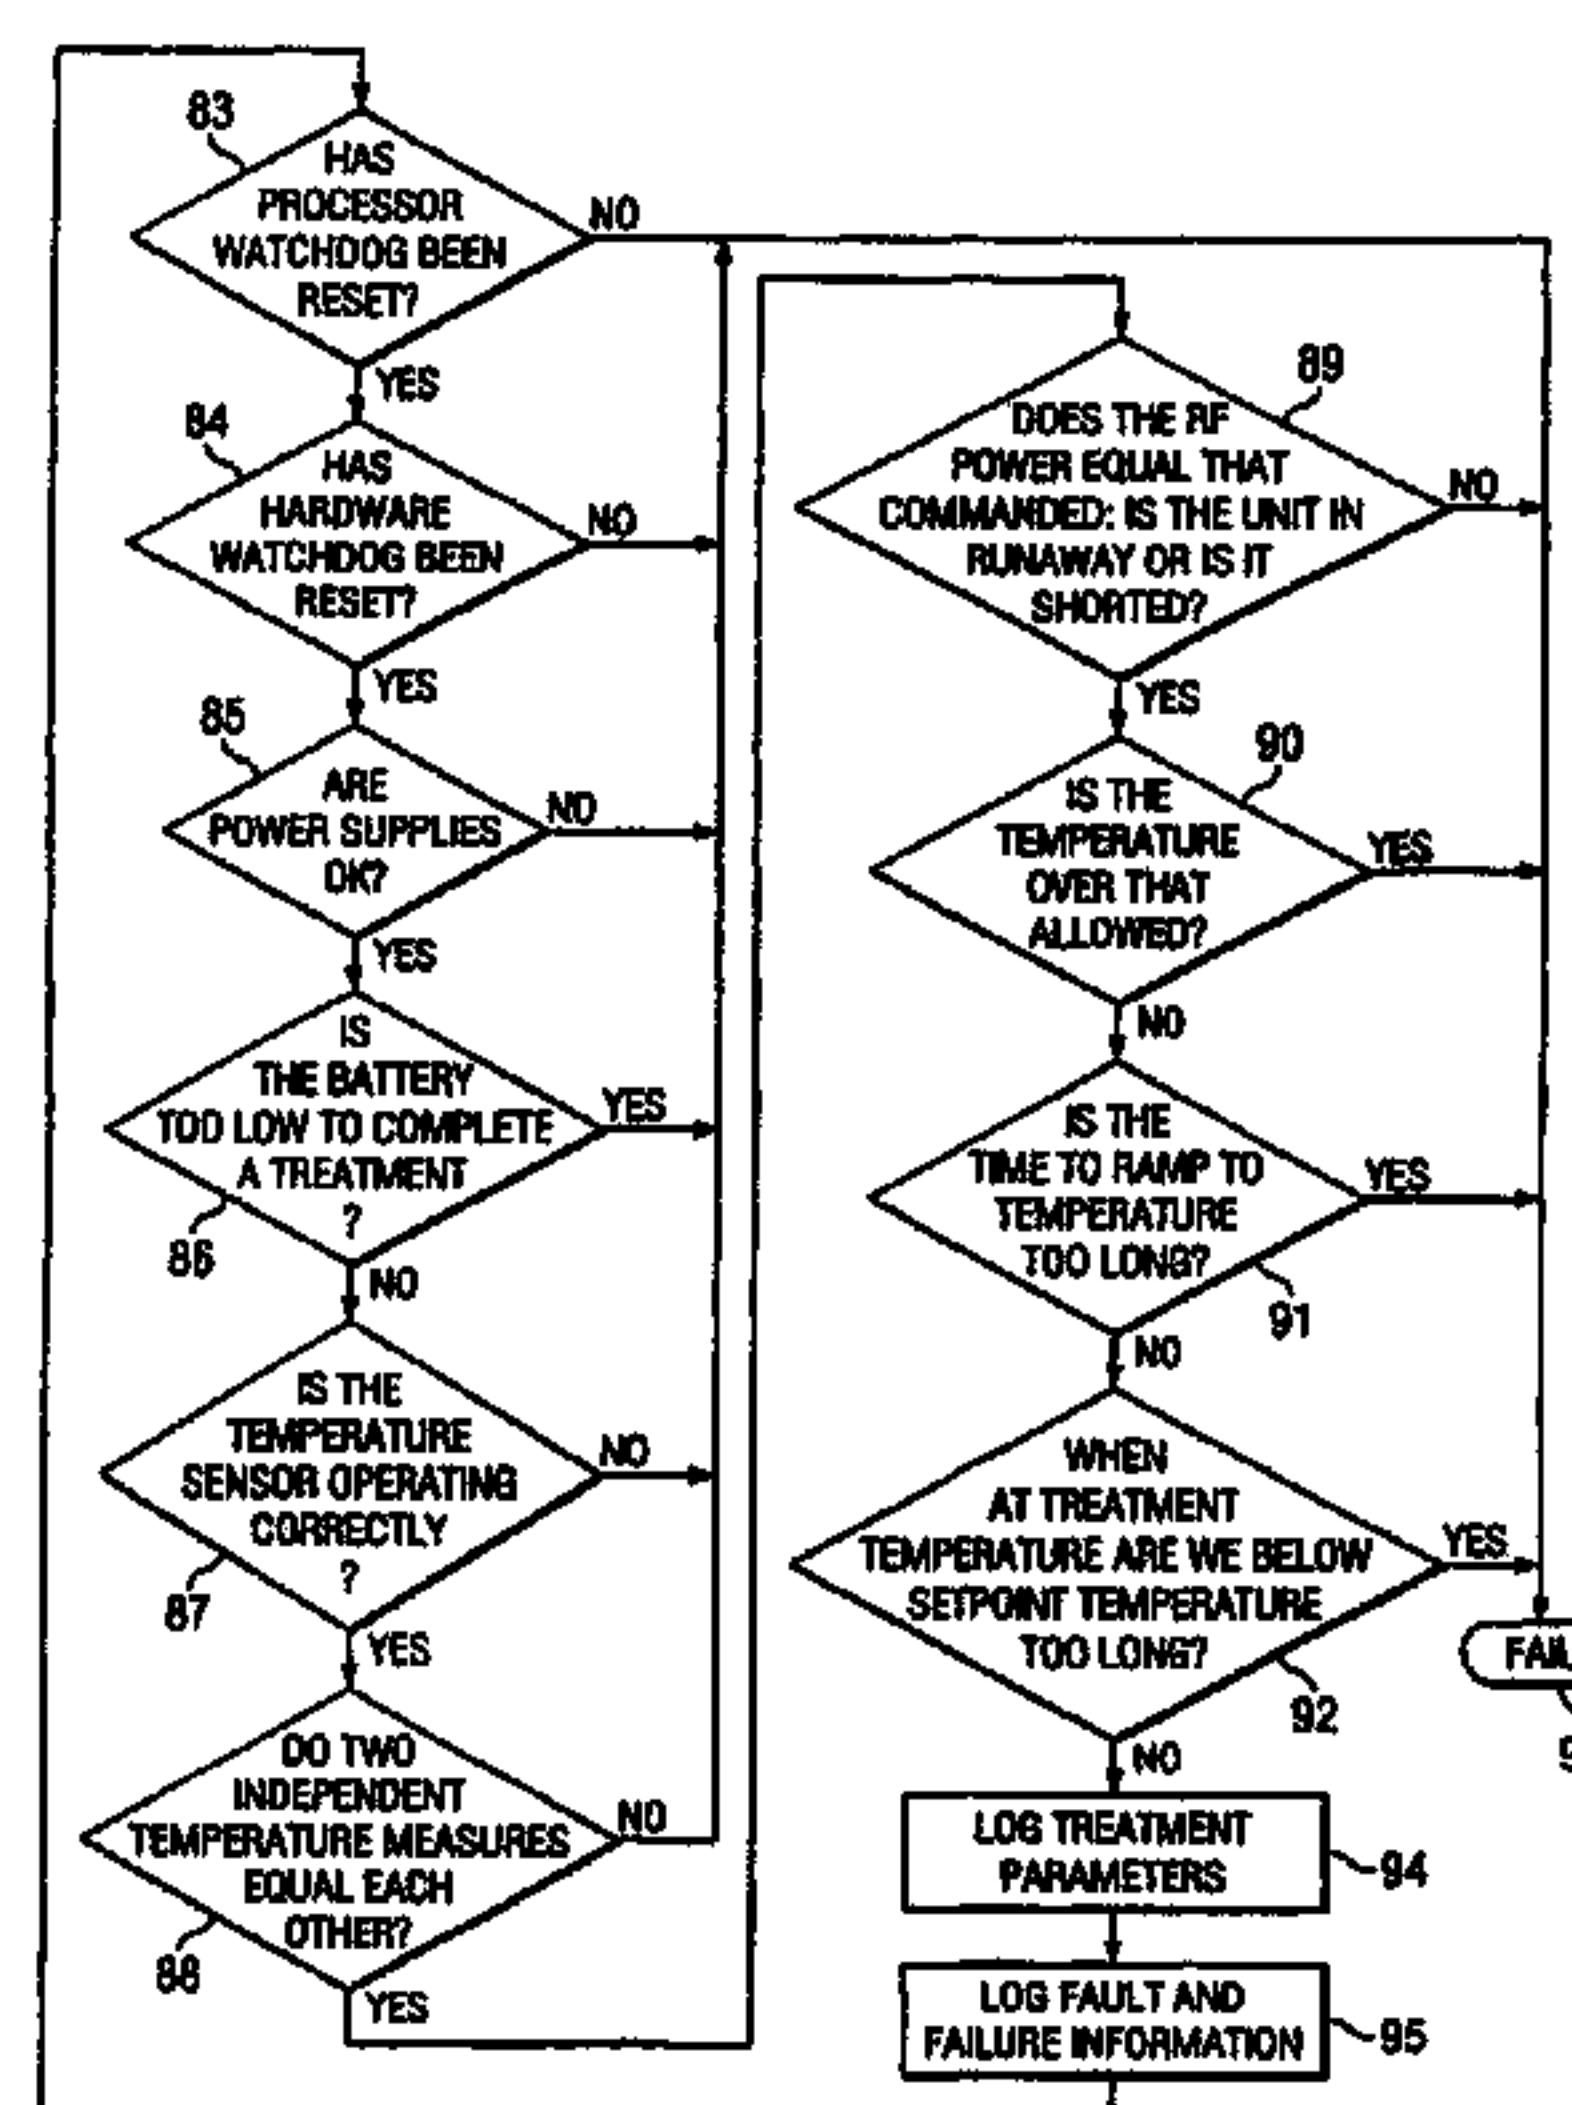 83
HAS
PROCESSOR
WATCHDOG BEEN
RESET?
NO
YES
84
HAS
HARDWARE
WATCHDOG BEEN
RESET?
NO
YES
85
ARE
POWER SUPPLIES
OK?
NO
YES
IS
THE BATTERY
TOO LOW TO COMPLETE
A TREATMENT
?
YES
86
NO
IS THE
TEMPERATURE
SENSOR OPERATING
CORRECTLY
?
NO
87
YES
DO TWO
INDEPENDENT
TEMPERATURE MEASURES
EQUAL EACH
OTHER?
NO
88
YES
89
DOES THE RF
POWER EQUAL THAT
COMMANDED: IS THE UNIT IN
RUNAWAY OR IS IT
SHORTED?
NO
YES
90
IS THE
TEMPERATURE
OVER THAT
ALLOWED?
YES
NO
IS THE
TIME TO RAMP TO
TEMPERATURE
TOO LONG?
YES
91
NO
WHEN
AT TREATMENT
TEMPERATURE ARE WE BELOW
SETPOINT TEMPERATURE
TOO LONG?
YES
92
NO
LOG TREATMENT
PARAMETERS
94
LOG FAULT AND
FAILURE INFORMATION
95